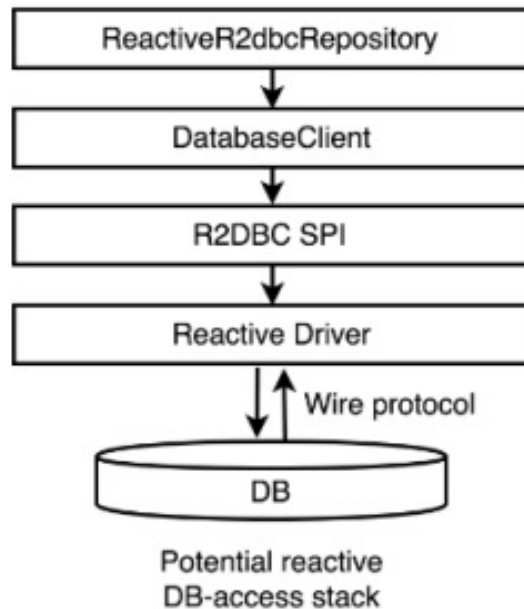 ReactiveR2dbcRepository
DatabaseClient
R2DBC SPI
Reactive Driver
Wire protocol
DB
Potential reactive
DB-access stack